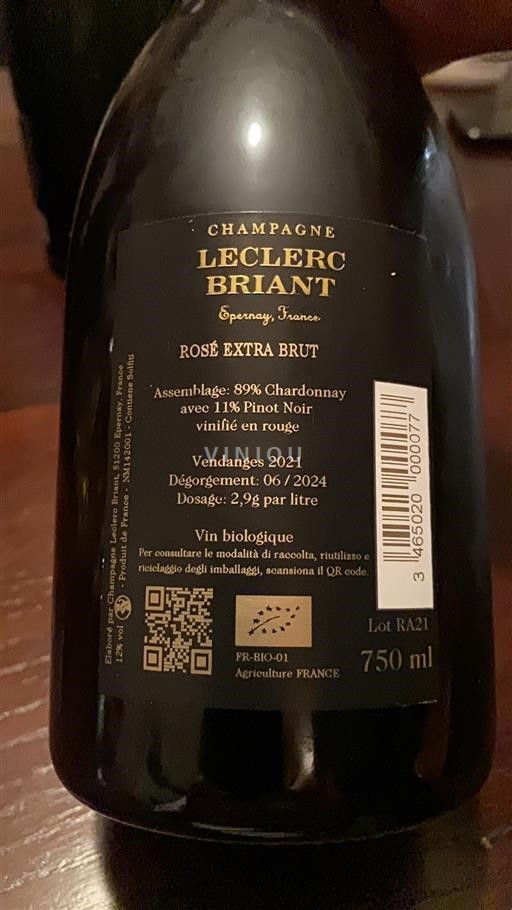 CHAMPAGNE
LECLERC
BRIANT
Epernay, France
ROSÉ EXTRA BRUT
Assemblage: 89% Chardonnay
avec 11% Pinot Noir
vinifié en rouge
VINIOU
Vendanges 2021
Dégorgement: 06 / 2024
Dosage: 2,9g par litre
Vin biologique
Per consultare le modalità di raccolta, riutilizzo e
riciclaggio degli imballaggi, scansiona il QR code.
FR-BIO-01
Agriculture FRANCE
Lot RA21
750 ml
3 465020 000077
Elaboré par Champagne Leclerc Briant, 51200 Epernay, France
12% vol - Produit de France - NM142001 - Contiene Solfiti